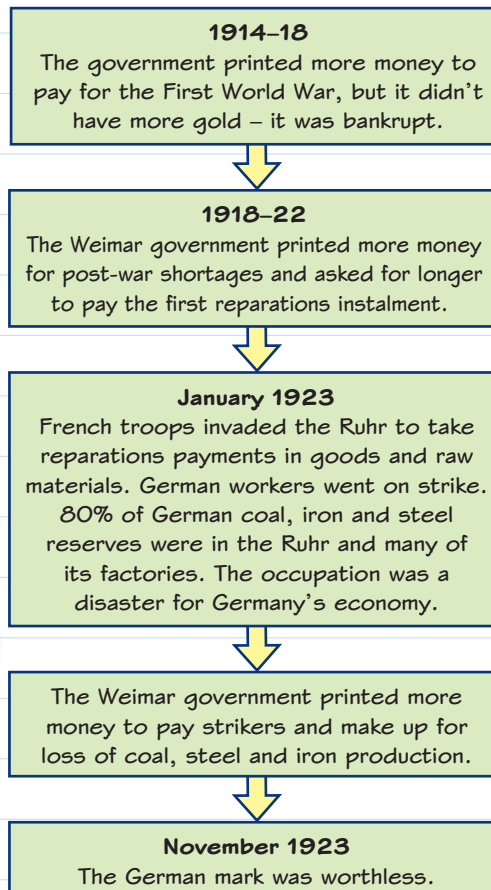 1914–18
The government printed more money to
pay for the First World War, but it didn't
have more gold – it was bankrupt.
1918–22
The Weimar government printed more money
for post-war shortages and asked for longer
to pay the first reparations instalment.
January 1923
French troops invaded the Ruhr to take
reparations payments in goods and raw
materials. German workers went on strike.
80% of German coal, iron and steel
reserves were in the Ruhr and many of
its factories. The occupation was a
disaster for Germany's economy.
The Weimar government printed more
money to pay strikers and make up for
loss of coal, steel and iron production.
November 1923
The German mark was worthless.